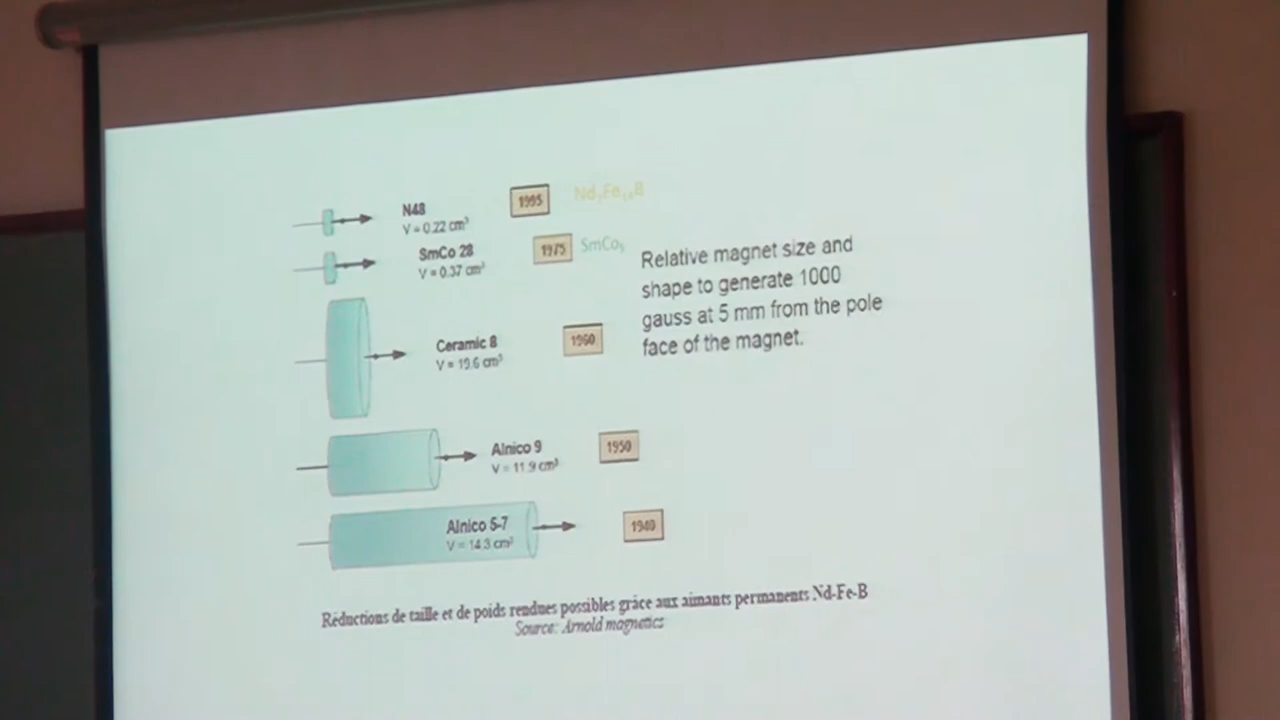 N48
V = 0.22 cm³
1995
Nd₂Fe₁₄B
SmCo 28
V = 0.37 cm³
1975
SmCo₅
Relative magnet size and
shape to generate 1000
gauss at 5 mm from the pole
face of the magnet.
Ceramic 8
V = 19.6 cm³
1960
Alnico 9
V = 11.9 cm³
1950
Alnico 5-7
V = 14.3 cm³
1940
Réductions de taille et de poids rendues possibles grâce aux aimants permanents Nd-Fe-B
Source: Arnold magnetics